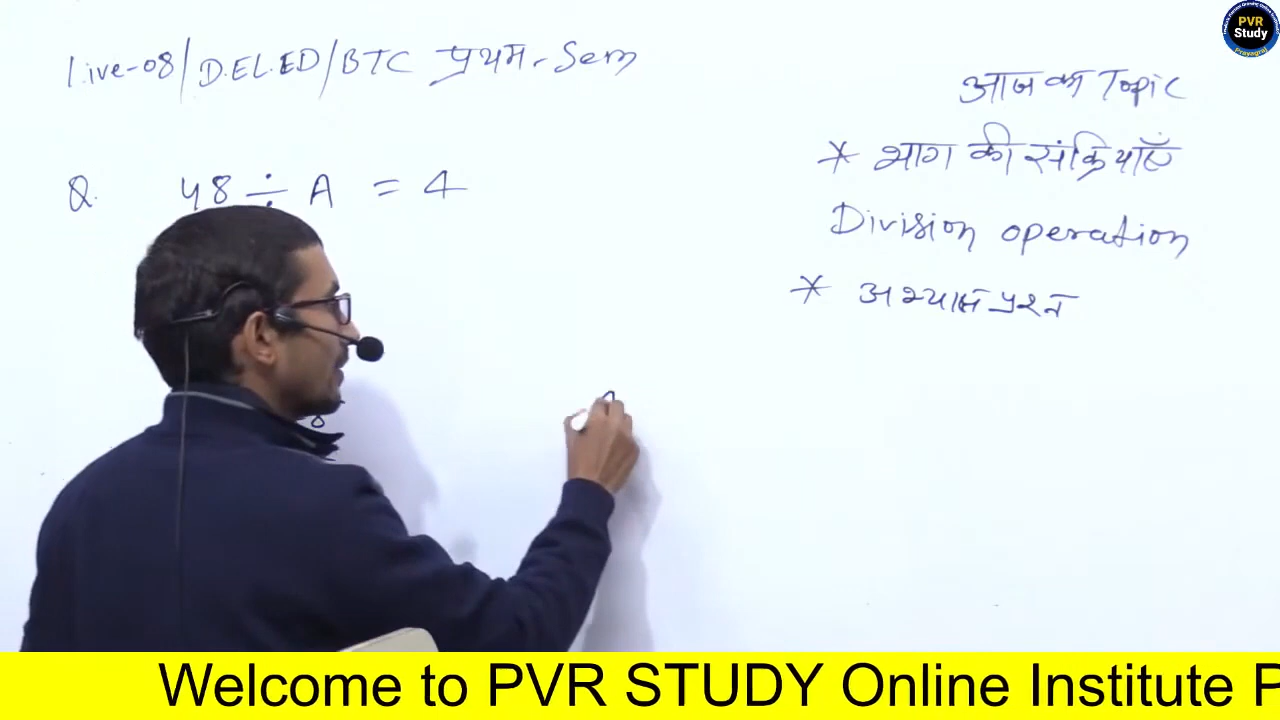 Live-08/D.EL.ED/BTC प्रथम-Sem
Q. 48 ÷ A = 4
आज का Topic
* भाग की संक्रियाएँ
Division operation
* अभ्यास प्रश्न
PVR
Study
Prayagraj
Welcome to PVR STUDY Online Institute P